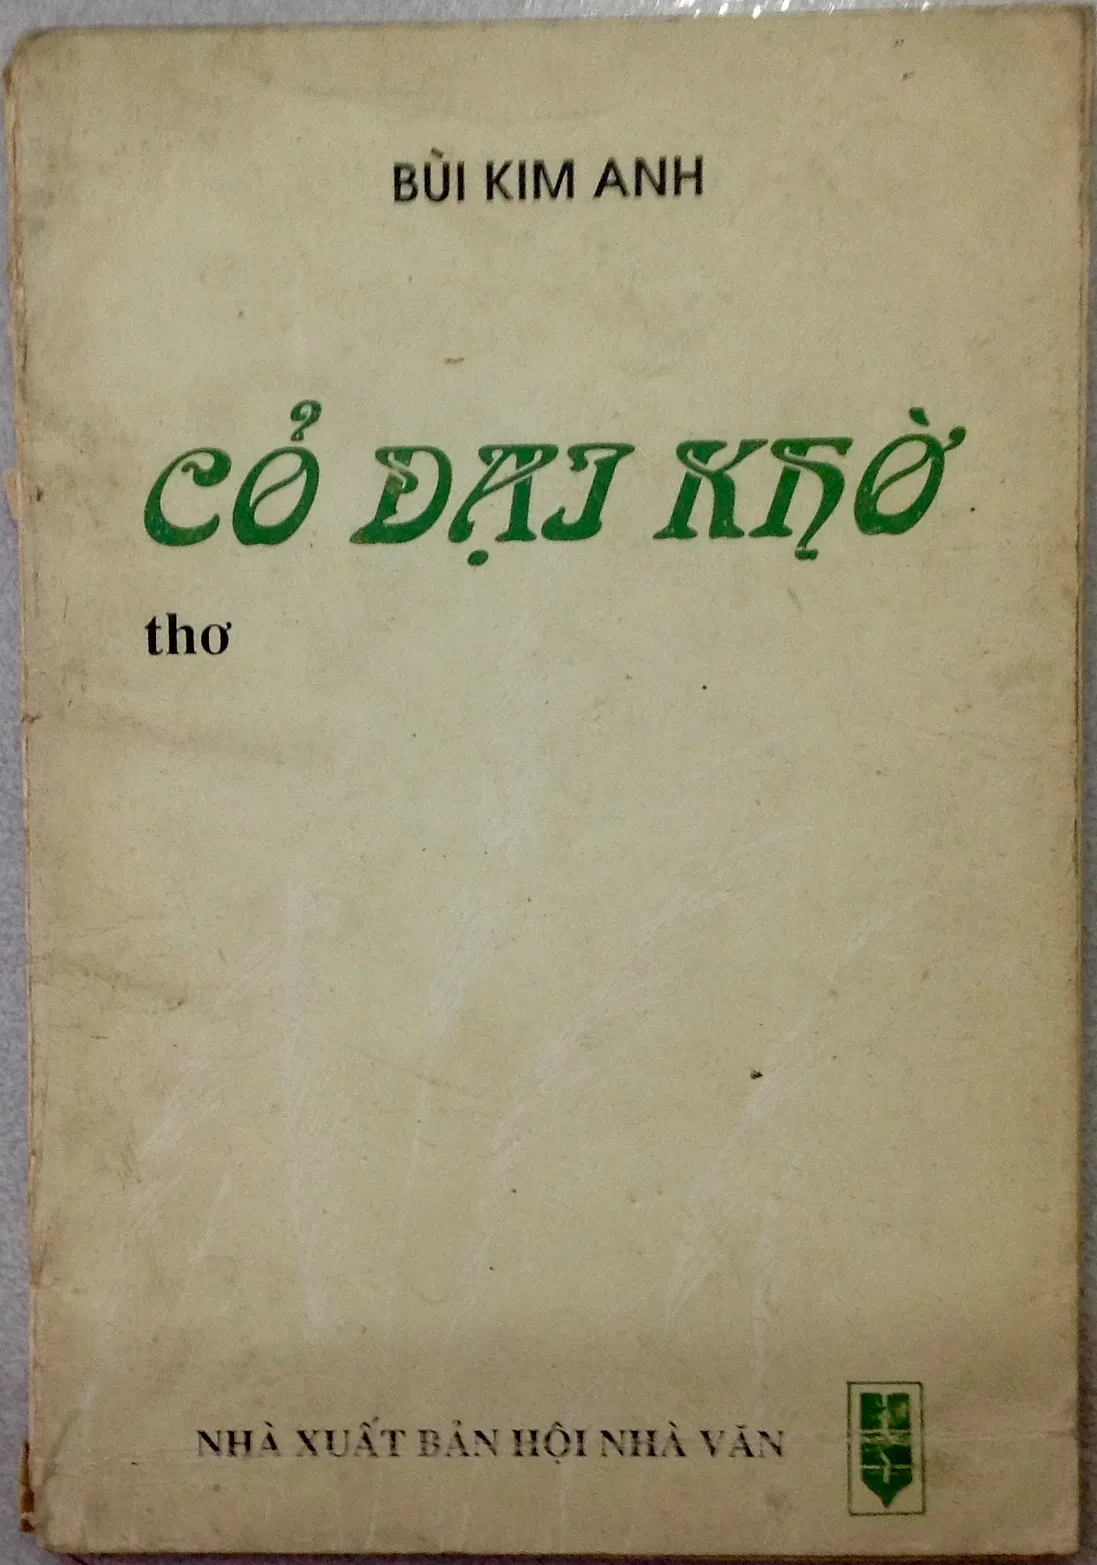 BÙI KIM ANH
CỎ DẠI KHỜ
thơ
NHÀ XUẤT BẢN HỘI NHÀ VĂN